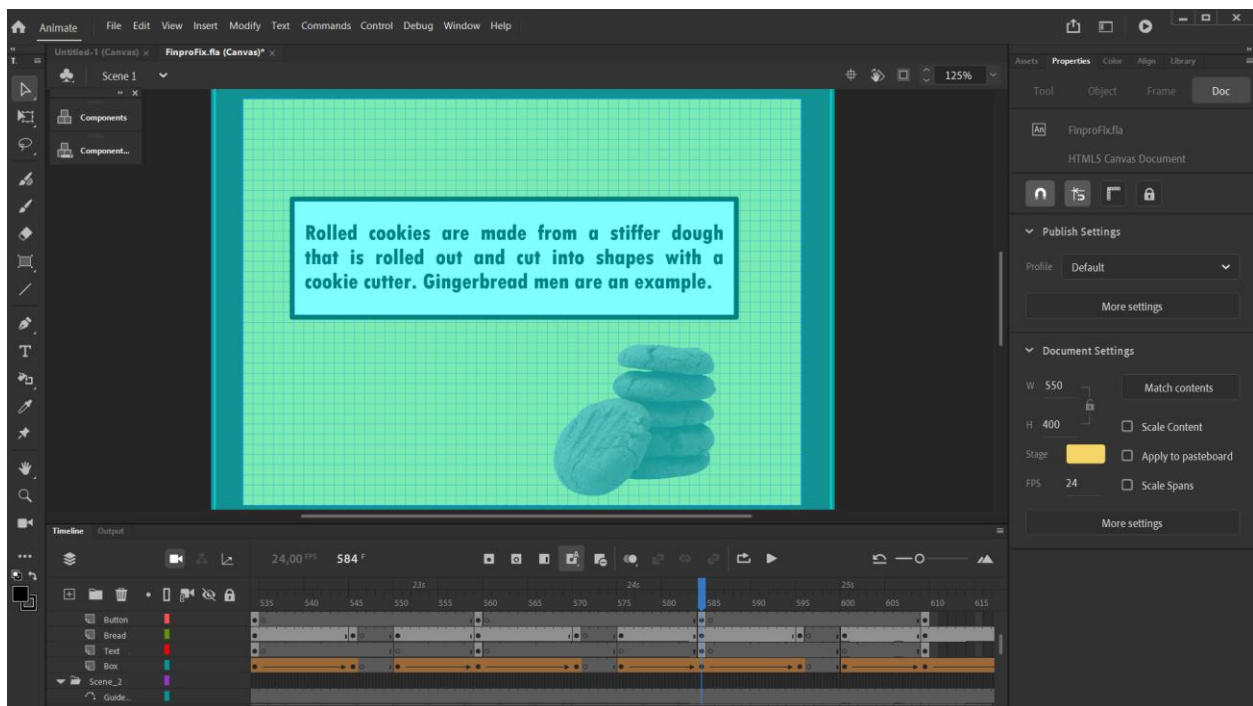 Animate File Edit View Insert Modify Text Commands Control Debug Window Help
Untitled-1 (Canvas) × FinproFix.fla (Canvas)* ×
Scene 1
125%
Components
Component...
Rolled cookies are made from a stiffer dough
that is rolled out and cut into shapes with a
cookie cutter. Gingerbread men are an example.
Assets Properties Color Align Library
Tool Object Frame Doc
An FinproFix.fla
HTML5 Canvas Document
Publish Settings
Profile Default
More settings
Document Settings
W 550 Match contents
H 400 Scale Content
Stage Apply to pasteboard
FPS 24 Scale Spans
More settings
Timeline Output
24,00 FPS 584 F
23s 24s 25s
535 540 545 550 555 560 565 570 575 580 585 590 595 600 605 610 615
Button
Bread
Text
Box
Scene_2
Guide...